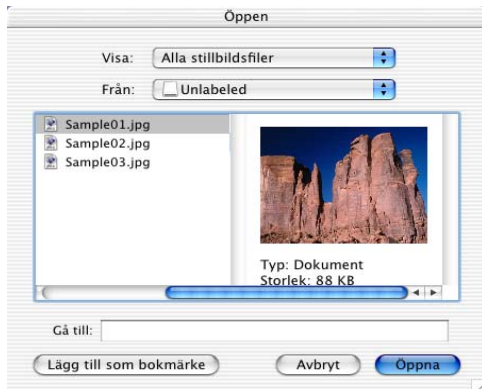 Öppen
Visa: Alla stillbildsfiler
Från: Unlabeled
Sample01.jpg
Sample02.jpg
Sample03.jpg
Typ: Dokument
Storlek: 88 KB
Gå till:
Lägg till som bokmärke Avbryt Öppna